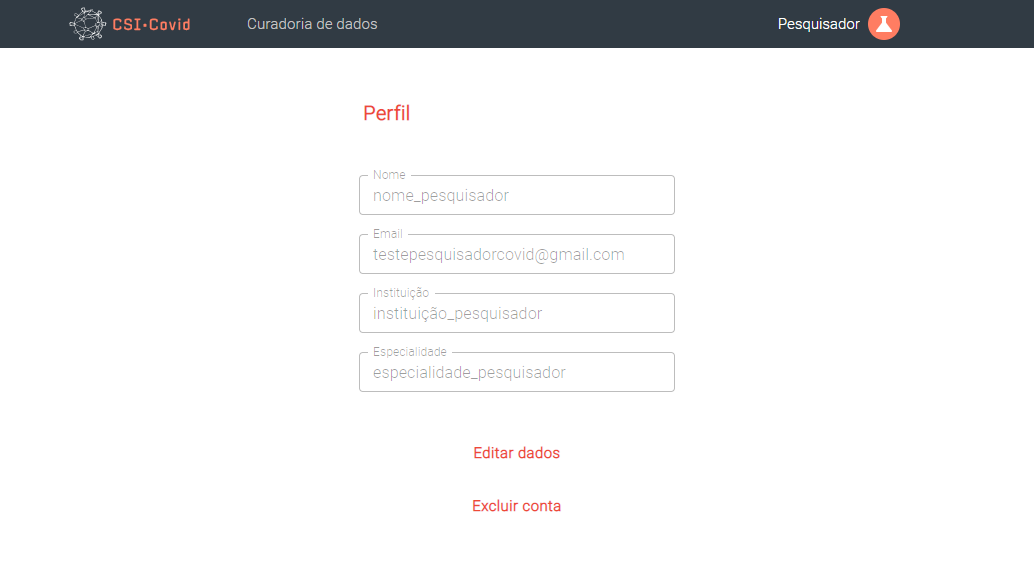 CSI•Covid
Curadoria de dados
Pesquisador
Perfil
Nome
nome_pesquisador
Email
testepesquisadorcovid@gmail.com
Instituição
instituição_pesquisador
Especialidade
especialidade_pesquisador
Editar dados
Excluir conta